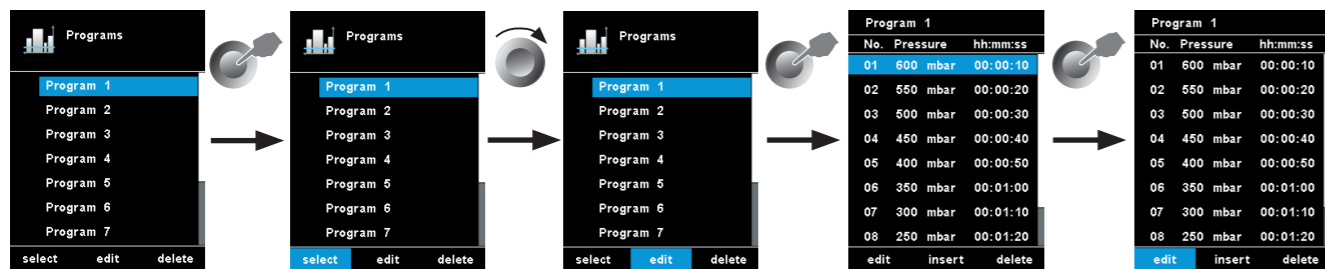 Programs
Program 1
Program 2
Program 3
Program 4
Program 5
Program 6
Program 7
select edit delete
Programs
Program 1
Program 2
Program 3
Program 4
Program 5
Program 6
Program 7
select edit delete
Programs
Program 1
Program 2
Program 3
Program 4
Program 5
Program 6
Program 7
select edit delete
Program 1
No. Pressure hh:mm:ss
01 600 mbar 00:00:10
02 550 mbar 00:00:20
03 500 mbar 00:00:30
04 450 mbar 00:00:40
05 400 mbar 00:00:50
06 350 mbar 00:01:00
07 300 mbar 00:01:10
08 250 mbar 00:01:20
edit insert delete
Program 1
No. Pressure hh:mm:ss
01 600 mbar 00:00:10
02 550 mbar 00:00:20
03 500 mbar 00:00:30
04 450 mbar 00:00:40
05 400 mbar 00:00:50
06 350 mbar 00:01:00
07 300 mbar 00:01:10
08 250 mbar 00:01:20
edit insert delete